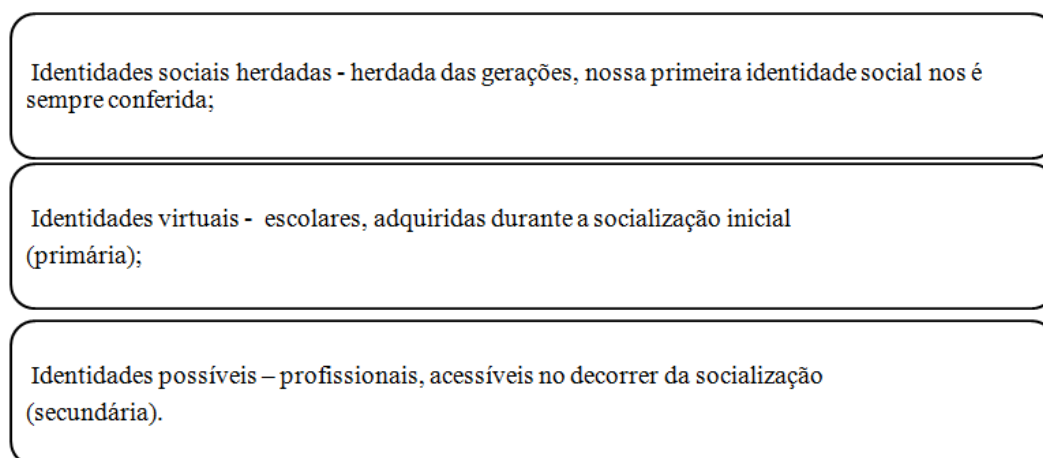 Identidades sociais herdadas - herdada das gerações, nossa primeira identidade social nos é
sempre conferida;
Identidades virtuais - escolares, adquiridas durante a socialização inicial
(primária);
Identidades possíveis – profissionais, acessíveis no decorrer da socialização
(secundária).